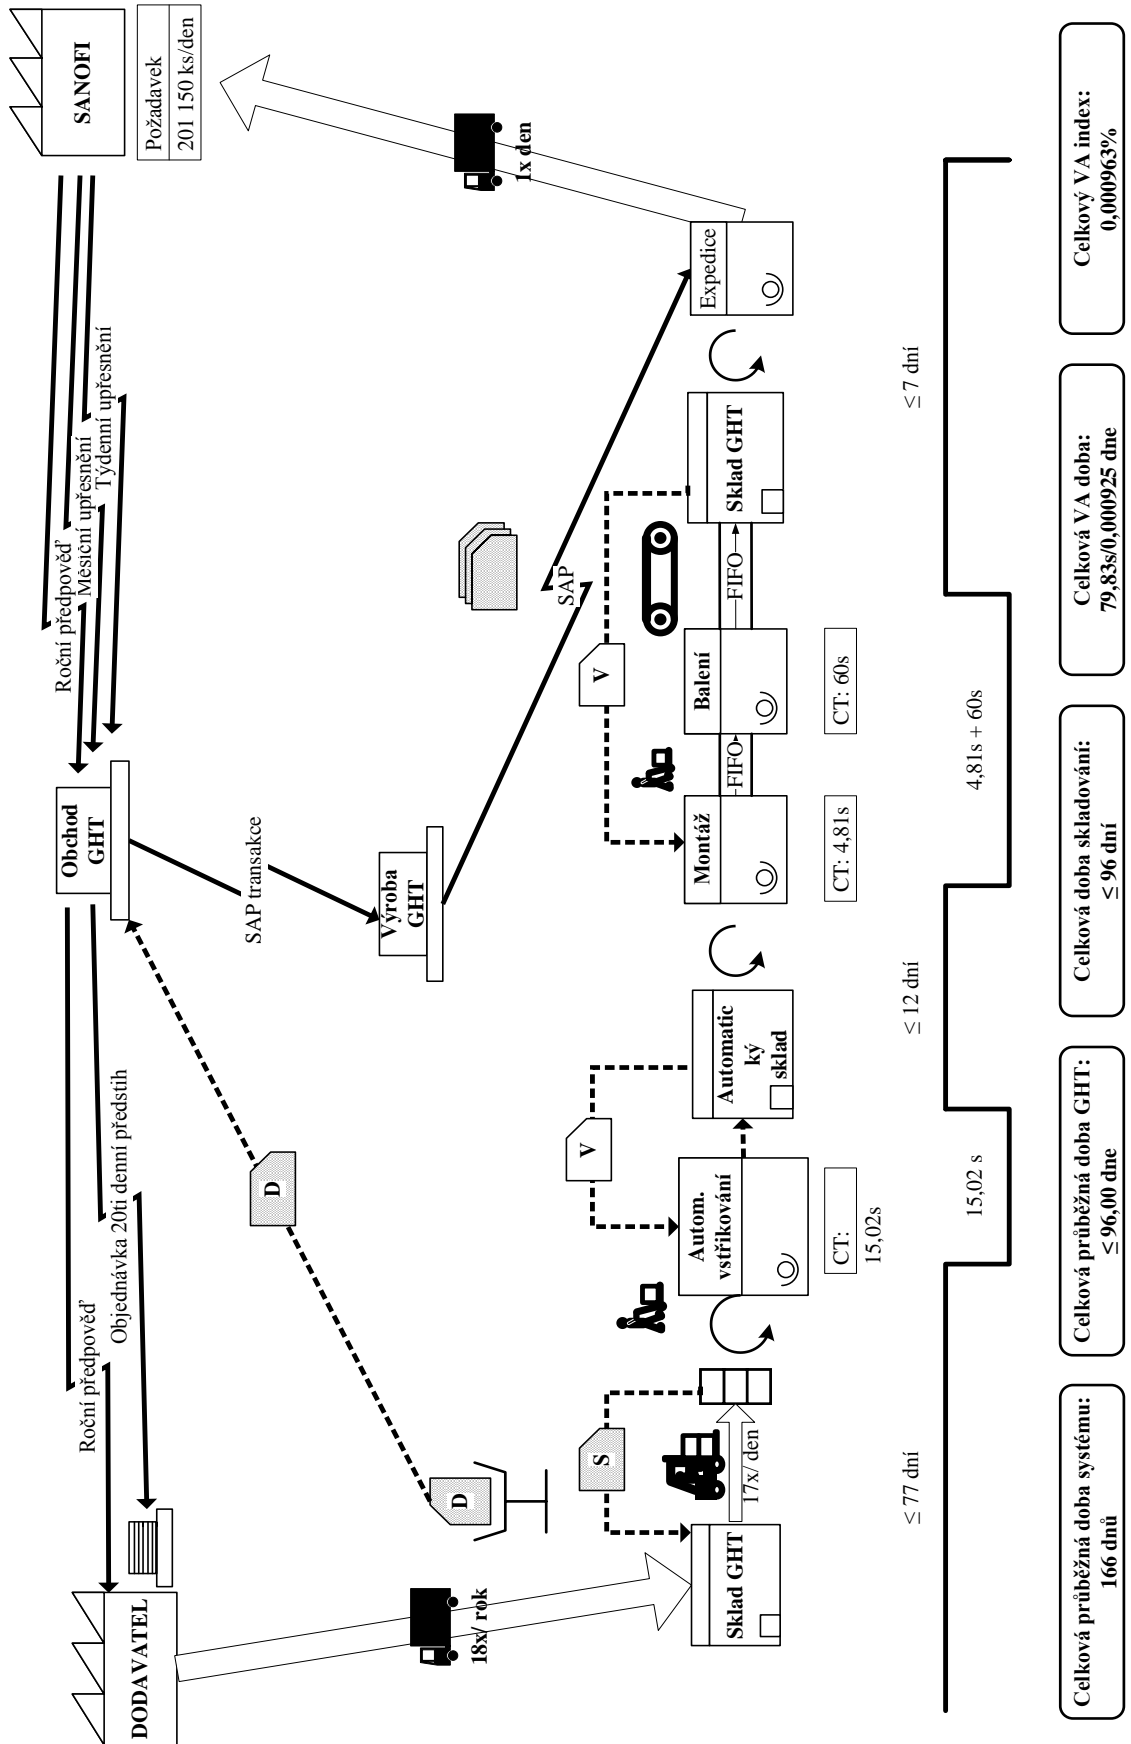 DODAVATEL
Roční předpověď
Objednávka 20ti denní předstih
Obchod
GHT
Roční předpověď
Měsíční upřesnění
Týdenní upřesnění
SANOFI
Požadavek
201 150 ks/den
D
SAP transakce
Výroba
GHT
D
SAP
18x/ rok
1x den
S
V
V
Sklad GHT
17x/ den
Autom.
vstřikování
Automatic
ký
sklad
Montáž
FIFO
Balení
FIFO
Sklad GHT
Expedice
CT:
15,02s
CT: 4,81s
CT: 60s
≤ 77 dní
15,02 s
≤ 12 dní
4,81s + 60s
≤ 7 dní
Celková průběžná doba systému:
166 dnů
Celková průběžná doba GHT:
≤ 96,00 dne
Celková doba skladování:
≤ 96 dní
Celková VA doba:
79,83s/0,000925 dne
Celkový VA index:
0,000963%